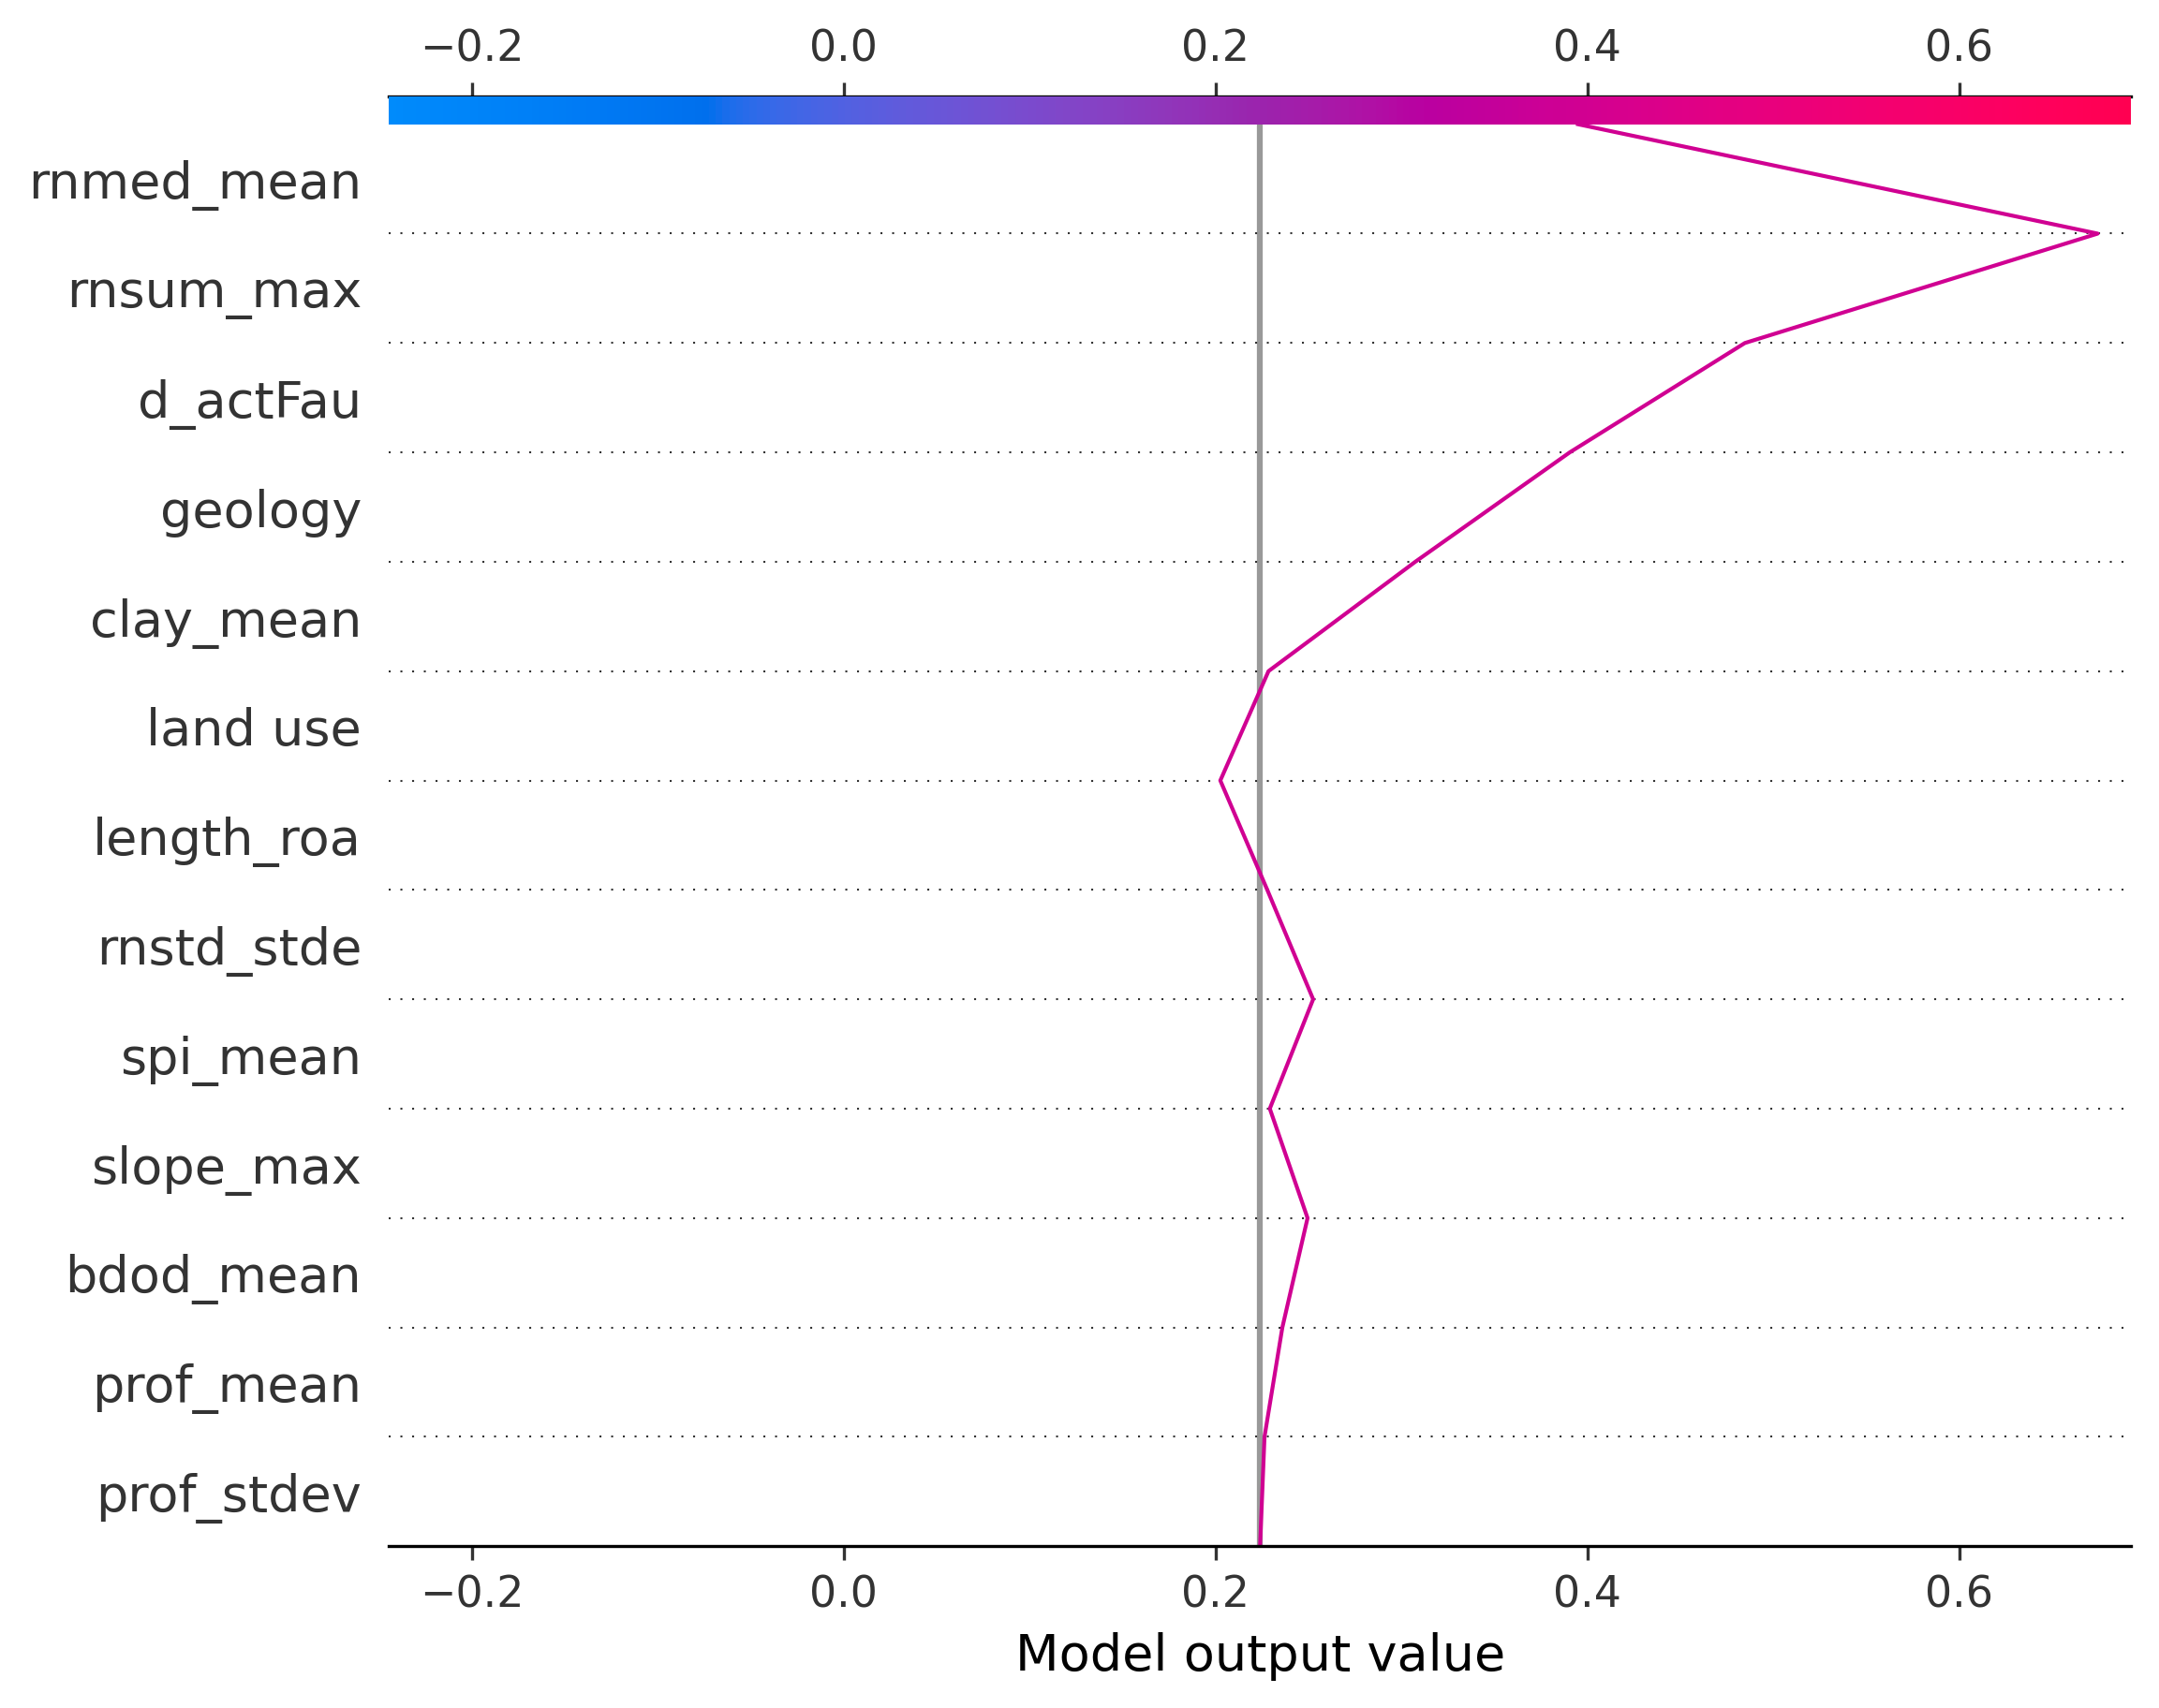 −0.2 0.0 0.2 0.4 0.6
rnmed_mean
rnsum_max
d_actFau
geology
clay_mean
land use
length_roa
rnstd_stde
spi_mean
slope_max
bdod_mean
prof_mean
prof_stdev
−0.2 0.0 0.2 0.4 0.6
Model output value